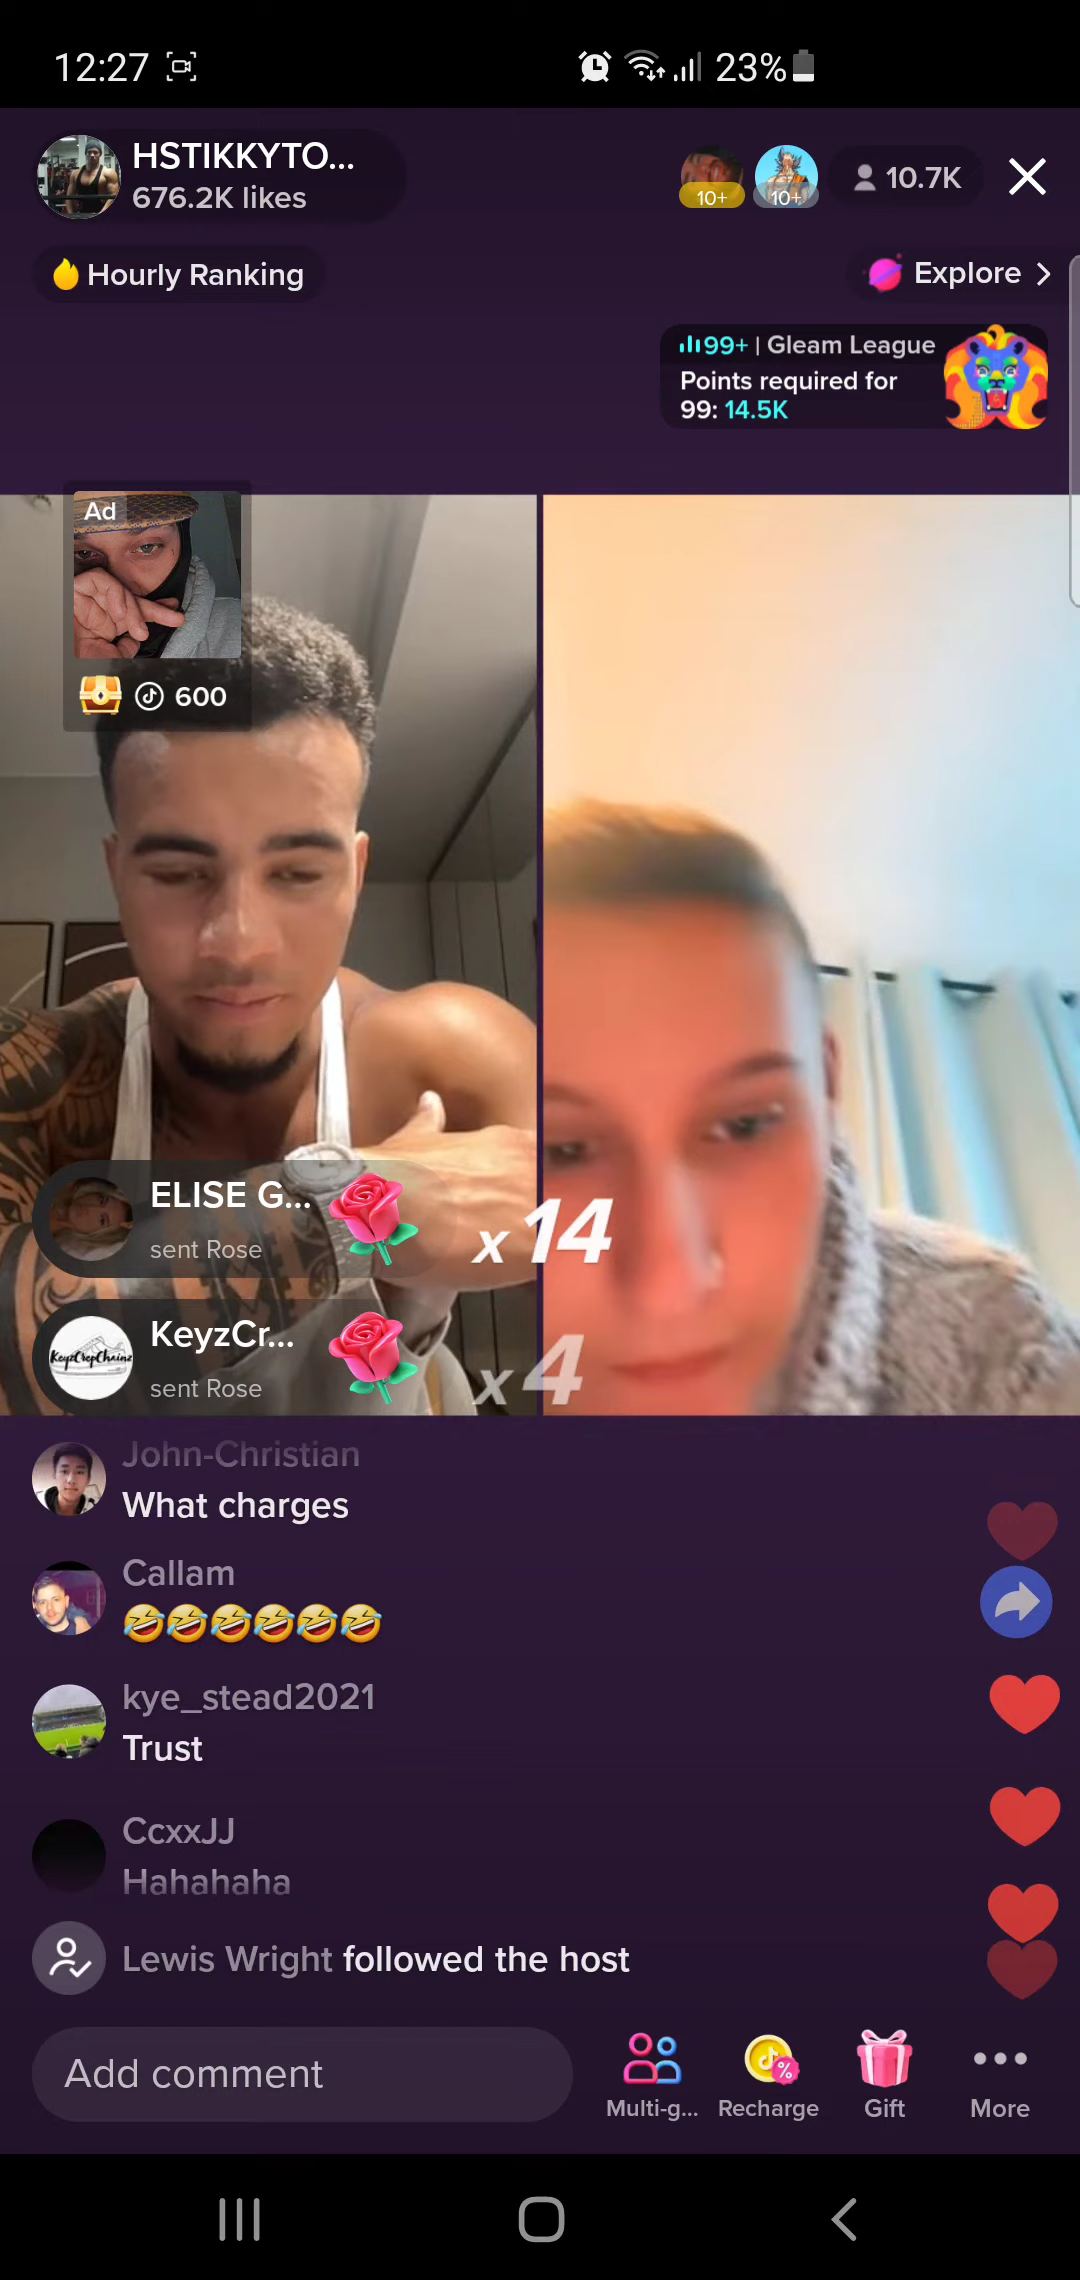 12:27
23%
HSTIKKYTO...
676.2K likes
10+
10+
10.7K
Hourly Ranking
Explore
99+ | Gleam League
Points required for
99: 14.5K
Ad
600
ELISE G...
sent Rose
x14
KeyzCropChainz
KeyzCr...
sent Rose
x4
John-Christian
What charges
Callam
🤣🤣🤣🤣🤣🤣
kye_stead2021
Trust
CcxxJJ
Hahahaha
Lewis Wright followed the host
Add comment
Multi-g...
Recharge
Gift
More